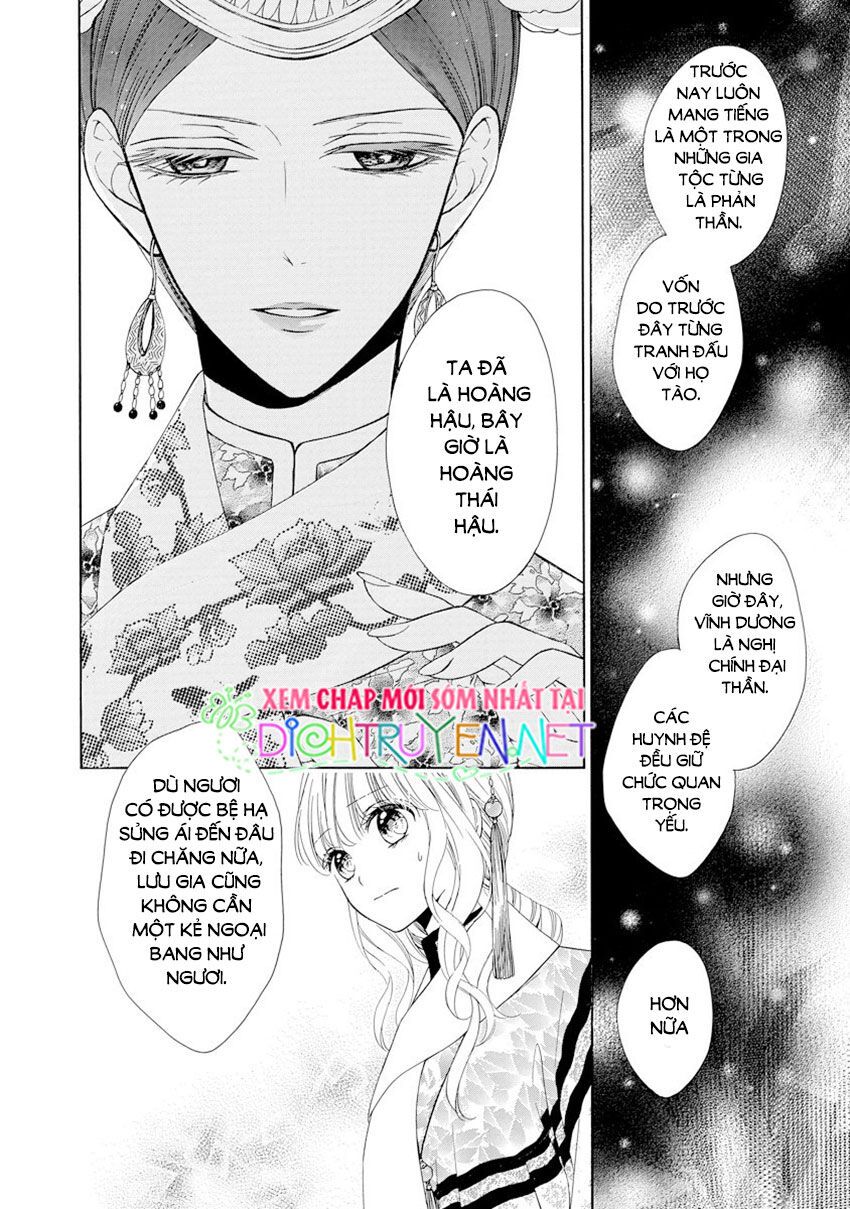 TRƯỚC
NAY LUÔN
MANG TIẾNG
LÀ MỘT TRONG
NHỮNG GIA
TỘC TỪNG
LÀ PHẢN
THẦN.
VỐN
DO TRƯỚC
ĐÂY TỪNG
TRANH ĐẤU
VỚI HỌ
TÀO.
NHƯNG
GIỜ ĐÂY,
VĨNH DƯƠNG
LÀ NGHỊ
CHÍNH ĐẠI
THẦN.
CÁC
HUYNH ĐỆ
ĐỀU GIỮ
CHỨC QUAN
TRỌNG
YẾU.
HƠN
NỮA
TA ĐÃ
LÀ HOÀNG
HẬU, BÂY
GIỜ LÀ
HOÀNG
THÁI
HẬU.
XEM CHAP MỚI SỚM NHẤT TẠI
DICHTRUYEN.NET
DÙ NGƯƠI
CÓ ĐƯỢC BỆ HẠ
SỦNG ÁI ĐẾN ĐÂU
ĐI CHĂNG NỮA,
LƯU GIA CŨNG
KHÔNG CẦN
MỘT KẺ NGOẠI
BANG NHƯ
NGƯƠI.